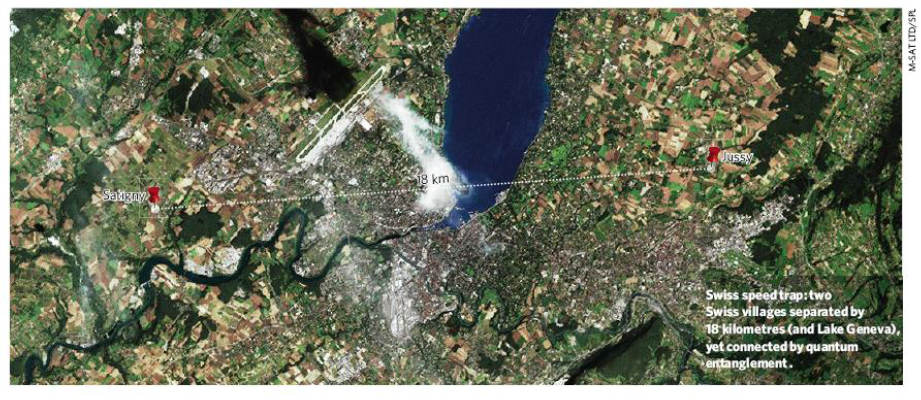 M-SAT LTD/SPL
Satigny
18 km
Jussy
Swiss speed trap: two
Swiss villages separated by
18 kilometres (and Lake Geneva),
yet connected by quantum
entanglement.